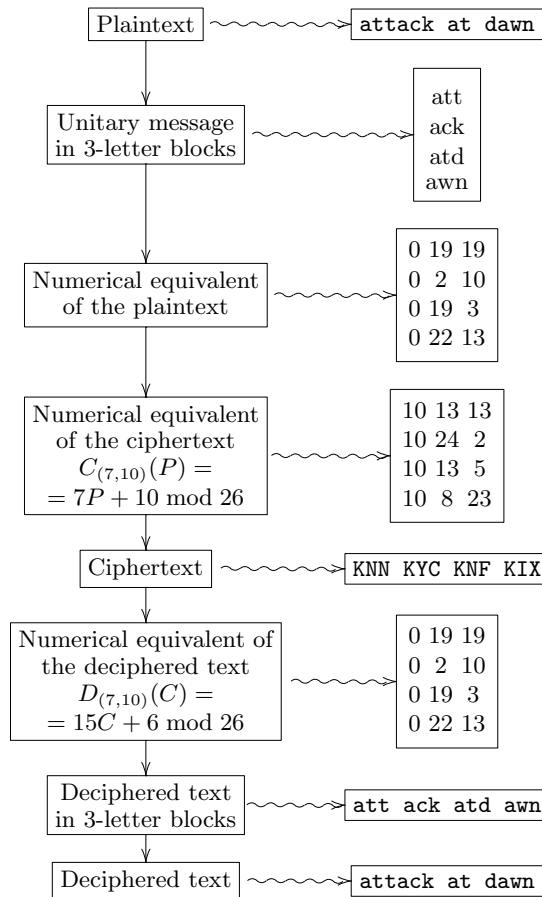 Plaintext
attack at dawn
Unitary message
in 3-letter blocks
att
ack
atd
awn
Numerical equivalent
of the plaintext
0 19 19
0 2 10
0 19 3
0 22 13
Numerical equivalent
of the ciphertext
C(7,10)(P) =
= 7P + 10 mod 26
10 13 13
10 24 2
10 13 5
10 8 23
Ciphertext
KNN KYC KNF KIX
Numerical equivalent of
the deciphered text
D(7,10)(C) =
= 15C + 6 mod 26
0 19 19
0 2 10
0 19 3
0 22 13
Deciphered text
in 3-letter blocks
att ack atd awn
Deciphered text
attack at dawn